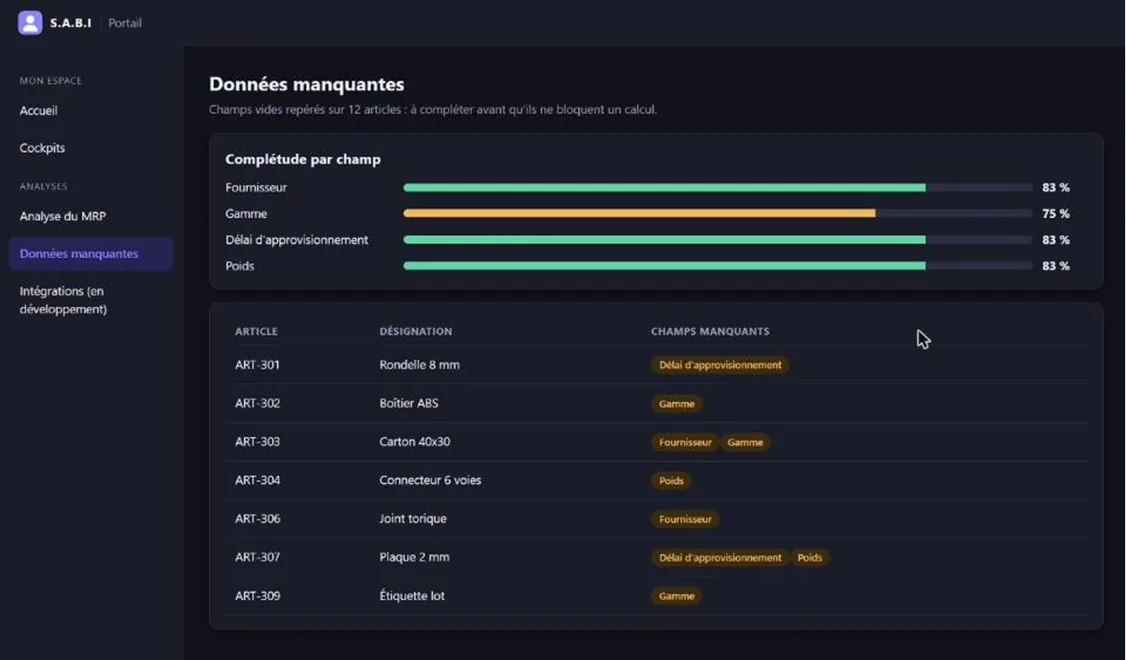 S.A.B.I Portail
MON ESPACE
Accueil
Cockpits
ANALYSES
Analyse du MRP
Données manquantes
Intégrations (en
développement)
Données manquantes
Champs vides repérés sur 12 articles : à compléter avant qu'ils ne bloquent un calcul.
Complétude par champ
Fournisseur 83 %
Gamme 75 %
Délai d'approvisionnement 83 %
Poids 83 %
ARTICLE DÉSIGNATION CHAMPS MANQUANTS
ART-301 Rondelle 8 mm Délai d'approvisionnement
ART-302 Boîtier ABS Gamme
ART-303 Carton 40x30 Fournisseur Gamme
ART-304 Connecteur 6 voies Poids
ART-306 Joint torique Fournisseur
ART-307 Plaque 2 mm Délai d'approvisionnement Poids
ART-309 Étiquette lot Gamme